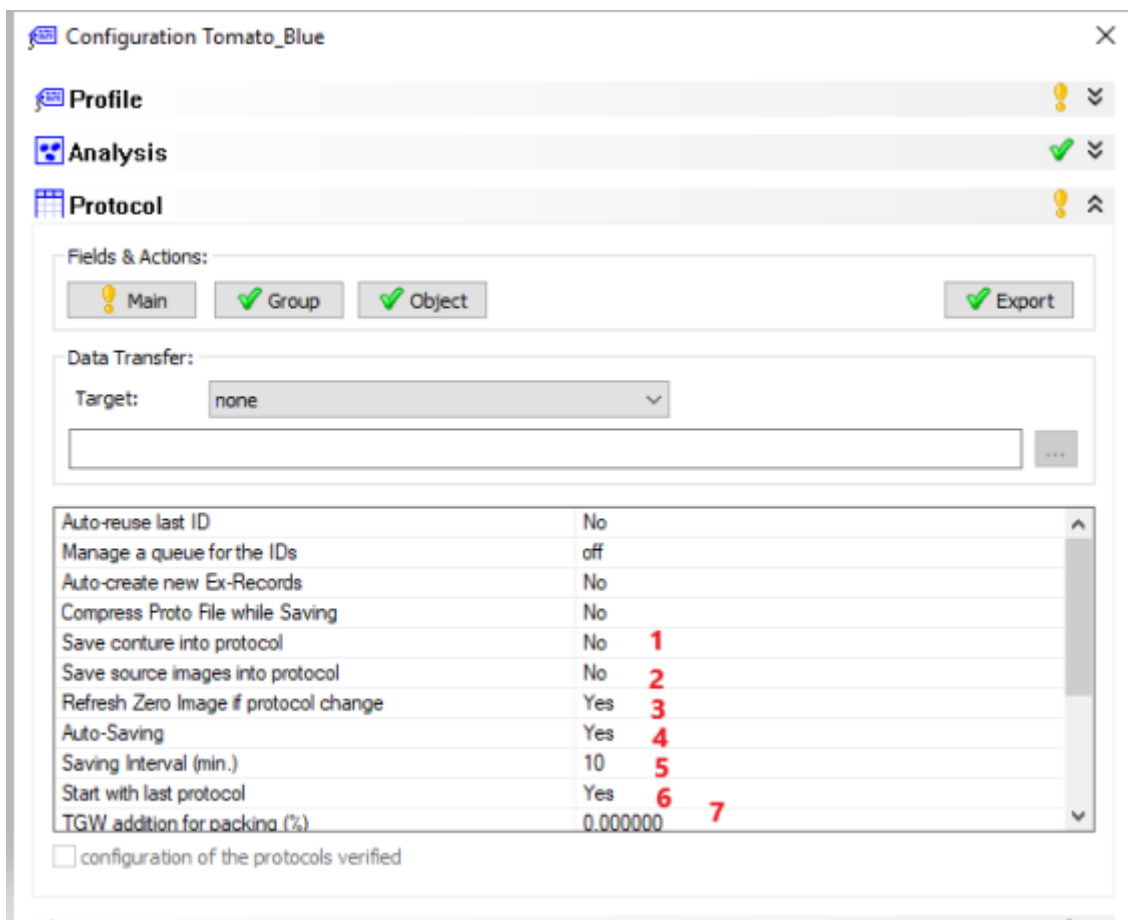 Configuration Tomato_Blue
Profile
Analysis
Protocol
Fields & Actions:
Main Group Object Export
Data Transfer:
Target: none
...
Auto-reuse last ID No
Manage a queue for the IDs off
Auto-create new Ex-Records No
Compress Proto File while Saving No
Save conture into protocol No 1
Save source images into protocol No 2
Refresh Zero Image if protocol change Yes 3
Auto-Saving Yes 4
Saving Interval (min.) 10 5
Start with last protocol Yes 6
TGW addition for packing (%) 0.000000 7
configuration of the protocols verified